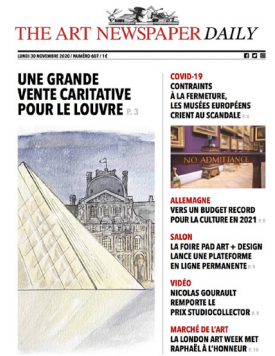 THE ART NEWSPAPER DAILY
LUNDI 30 NOVEMBRE 2020 / NUMÉRO 607 / 1€
UNE GRANDE
VENTE CARITATIVE
POUR LE LOUVRE P. 3
COVID-19
CONTRAINTS
À LA FERMETURE,
LES MUSÉES EUROPÉENS
CRIENT AU SCANDALE
NO ADMITTANCE
ALLEMAGNE
VERS UN BUDGET RECORD
POUR LA CULTURE EN 2021
SALON
LA FOIRE PAD ART + DESIGN
LANCE UNE PLATEFORME
EN LIGNE PERMANENTE
VIDÉO
NICOLAS GOURAULT
REMPORTE LE
PRIX STUDIOCOLLECTOR
MARCHÉ DE L'ART
LA LONDON ART WEEK MET
RAPHAËL À L'HONNEUR